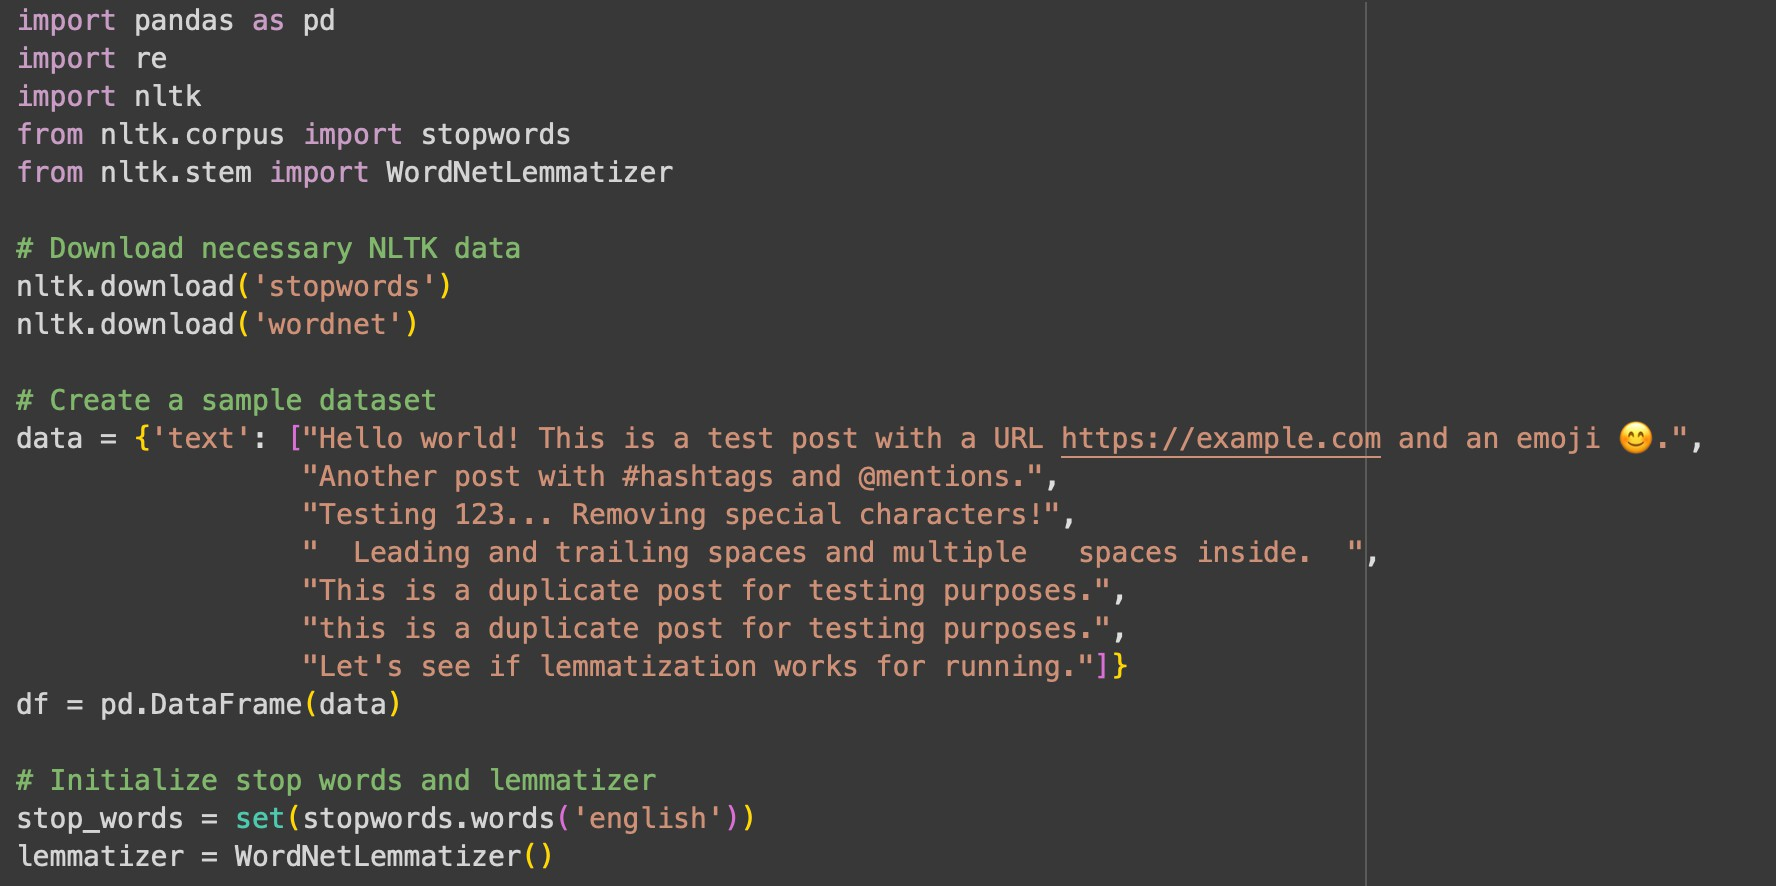 import pandas as pd
import re
import nltk
from nltk.corpus import stopwords
from nltk.stem import WordNetLemmatizer

# Download necessary NLTK data
nltk.download('stopwords')
nltk.download('wordnet')

# Create a sample dataset
data = {'text': ["Hello world! This is a test post with a URL https://example.com and an emoji 😊.",
                 "Another post with #hashtags and @mentions.",
                 "Testing 123... Removing special characters!",
                 "  Leading and trailing spaces and multiple   spaces inside.  ",
                 "This is a duplicate post for testing purposes.",
                 "this is a duplicate post for testing purposes.",
                 "Let's see if lemmatization works for running."]}
df = pd.DataFrame(data)

# Initialize stop words and lemmatizer
stop_words = set(stopwords.words('english'))
lemmatizer = WordNetLemmatizer()